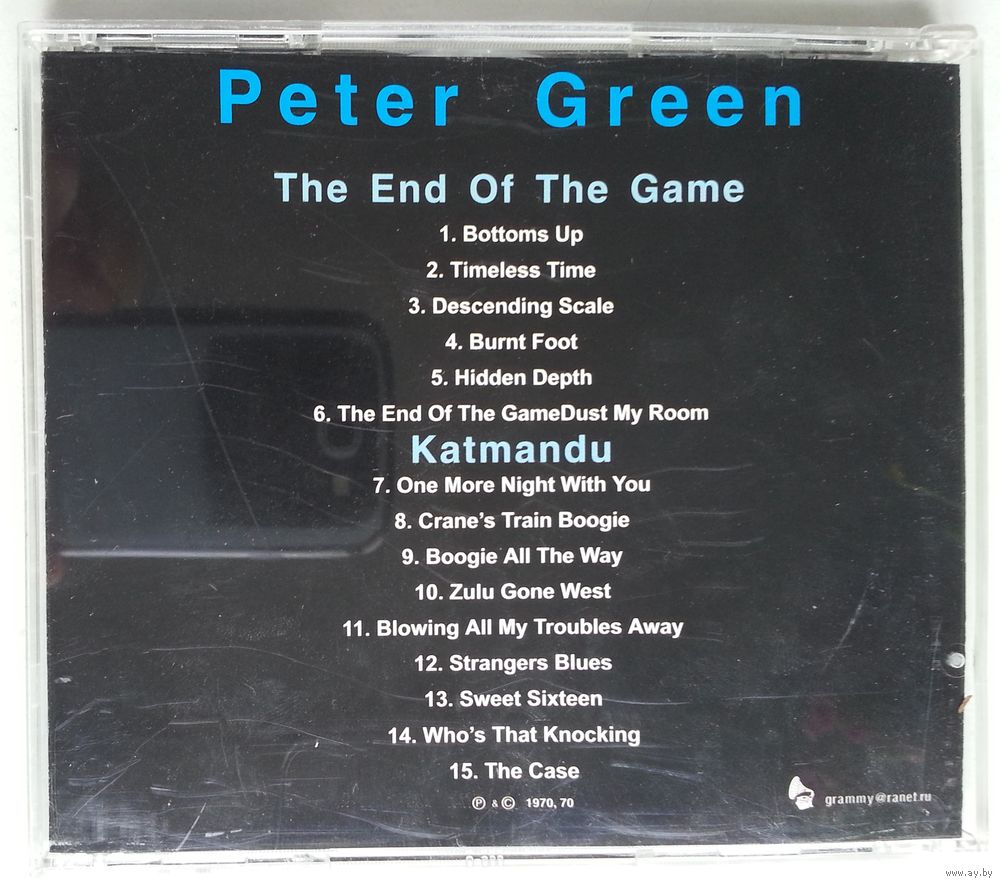 Peter Green
The End Of The Game
1. Bottoms Up
2. Timeless Time
3. Descending Scale
4. Burnt Foot
5. Hidden Depth
6. The End Of The GameDust My Room
Katmandu
7. One More Night With You
8. Crane's Train Boogie
9. Boogie All The Way
10. Zulu Gone West
11. Blowing All My Troubles Away
12. Strangers Blues
13. Sweet Sixteen
14. Who's That Knocking
15. The Case
℗ & © 1970, 70
grammy@ranet.ru
www.ay.by